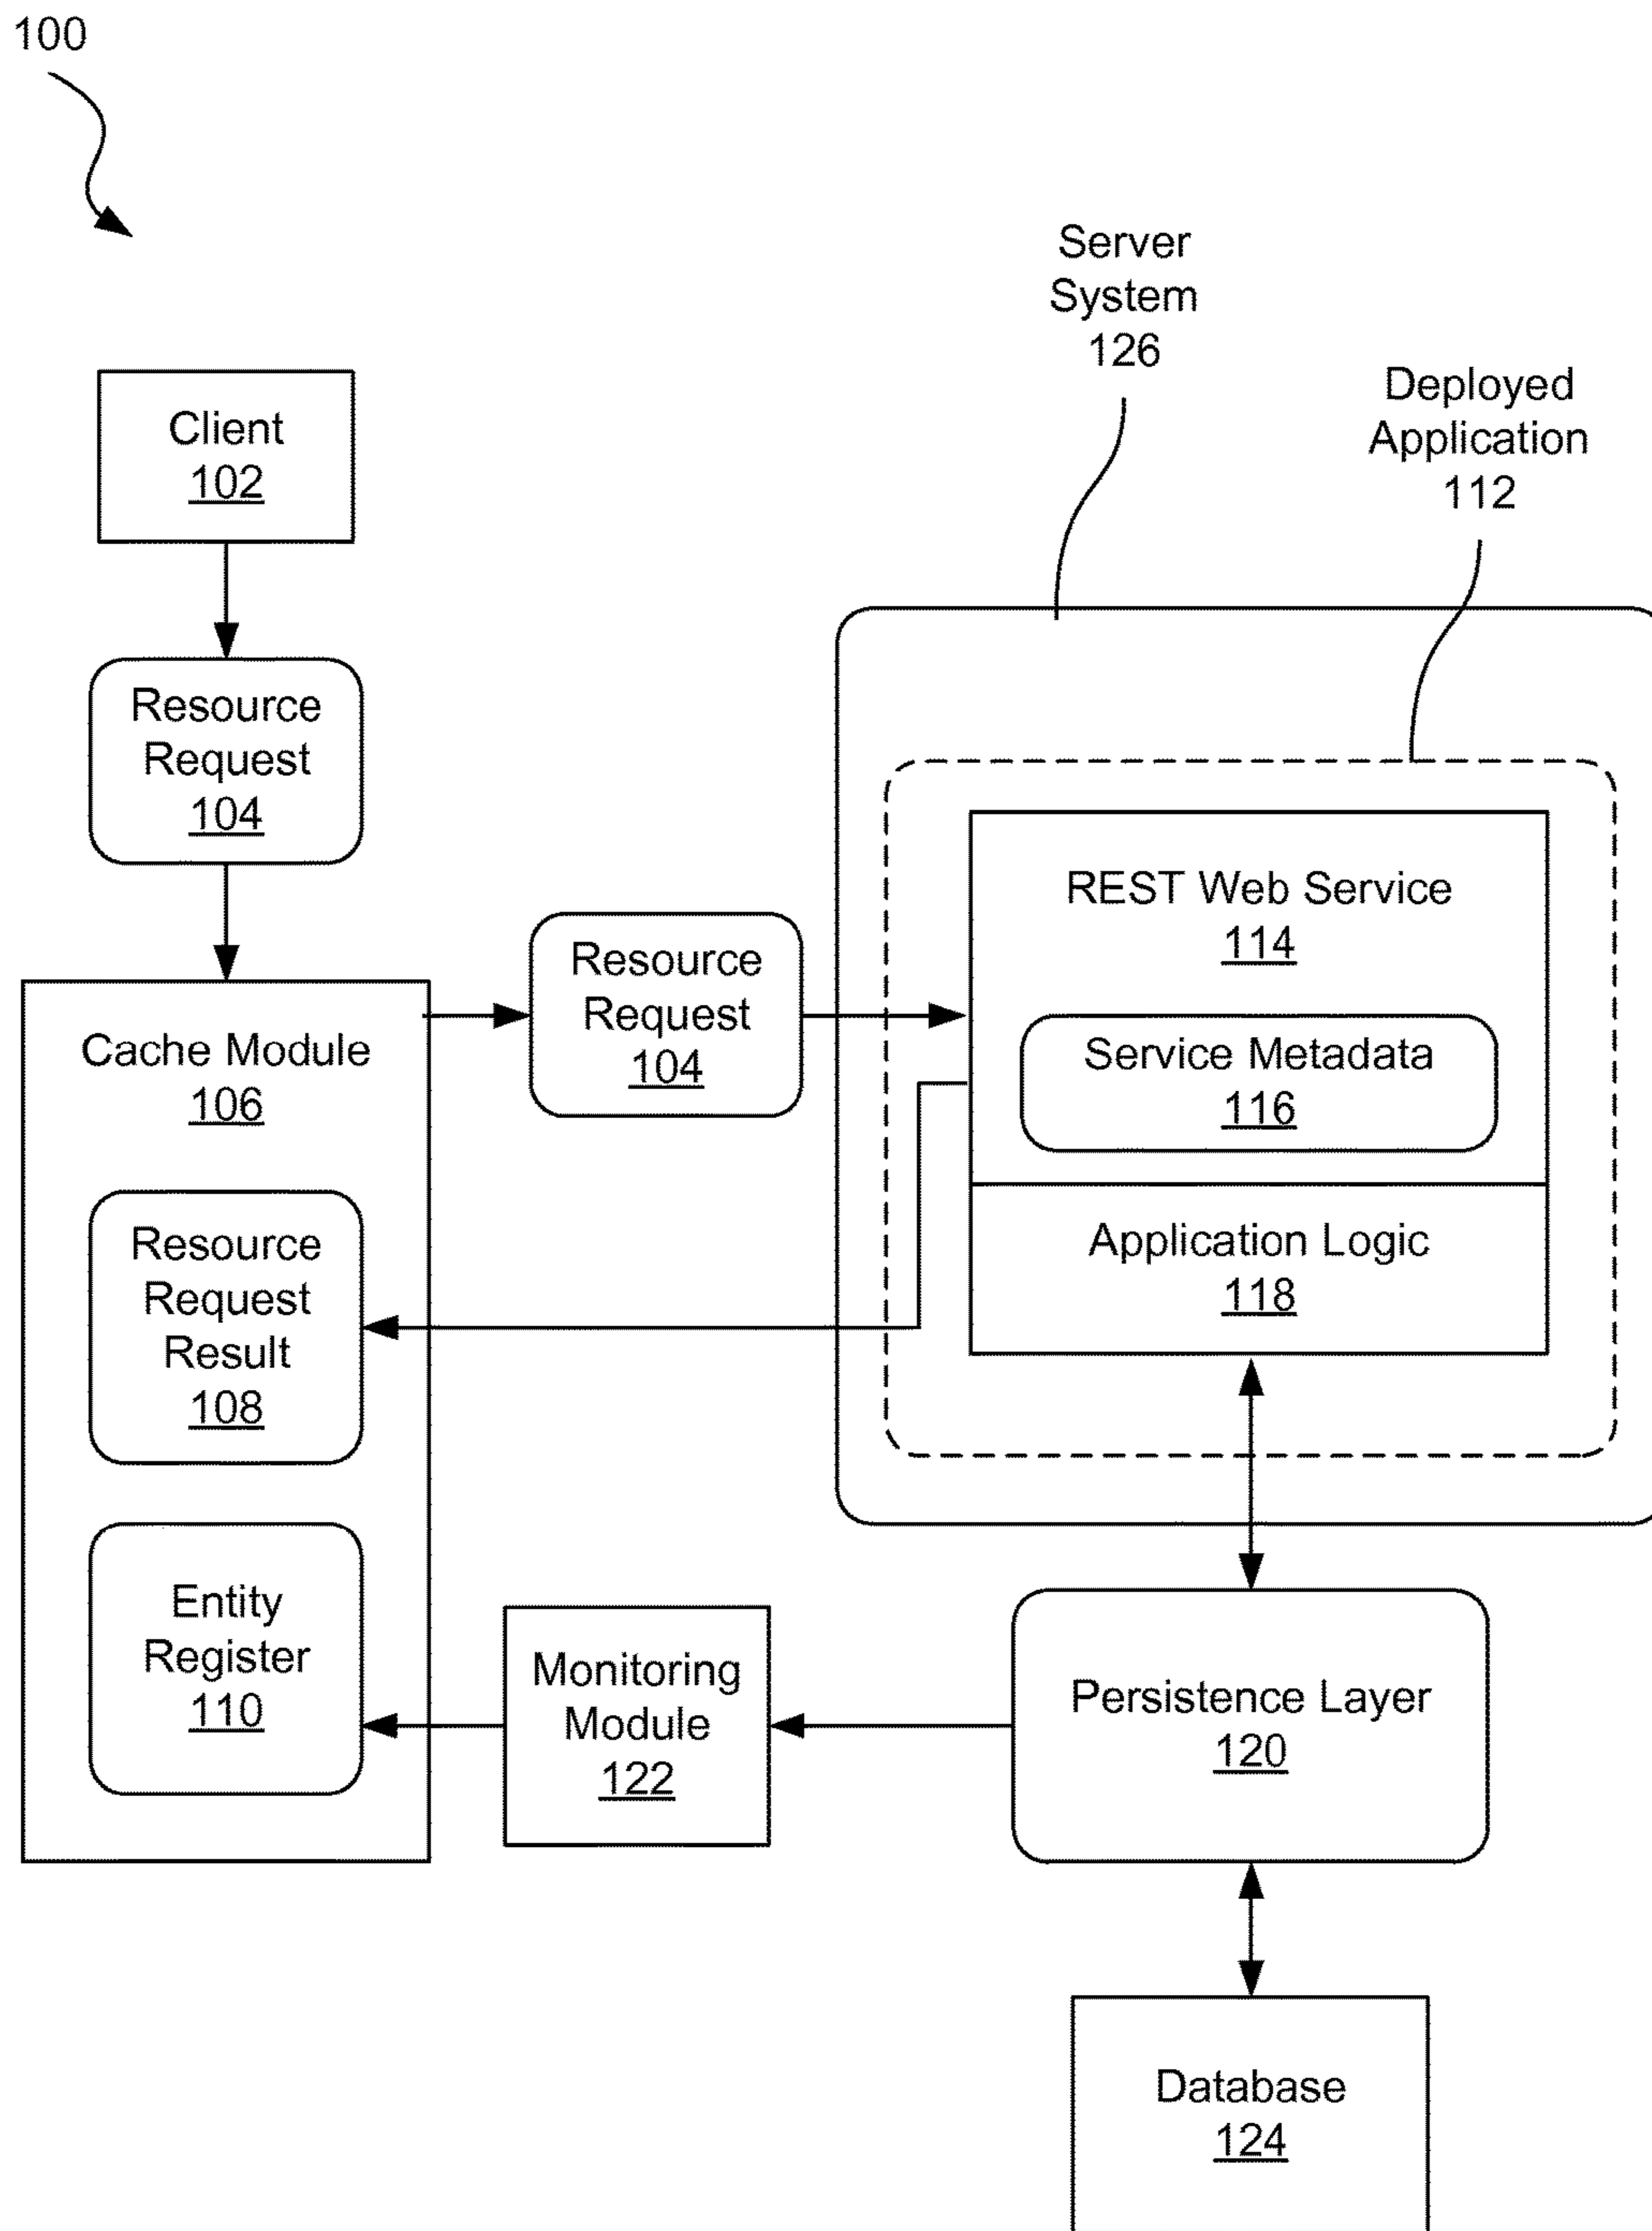 100
Server
System
126
Deployed
Application
112
Client
102
Resource
Request
104
REST Web Service
114
Resource
Request
104
Service Metadata
116
Cache Module
106
Resource
Request
Result
108
Application Logic
118
Entity
Register
110
Monitoring
Module
122
Persistence Layer
120
Database
124